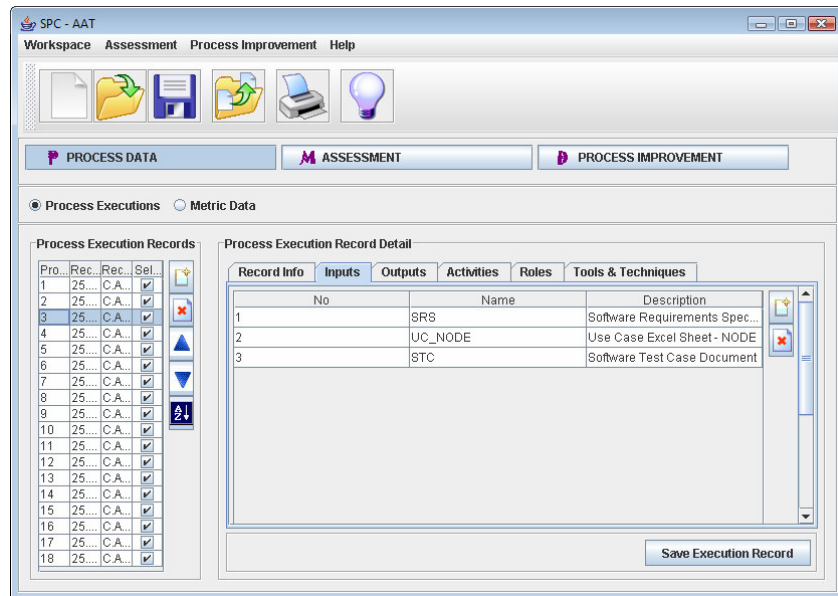 SPC - AAT
Workspace Assessment Process Improvement Help
P PROCESS DATA M ASSESSMENT PROCESS IMPROVEMENT
Process Executions Metric Data
Process Execution Records Process Execution Record Detail
Record Info Inputs Outputs Activities Roles Tools & Techniques
Pro... Rec... Rec... Sel...
No Name Description
1 25.... C.A...
2 25.... C.A...
3 25.... C.A...
4 25.... C.A...
5 25.... C.A...
6 25.... C.A...
7 25.... C.A...
8 25.... C.A...
9 25.... C.A...
10 25.... C.A...
11 25.... C.A...
12 25.... C.A...
13 25.... C.A...
14 25.... C.A...
15 25.... C.A...
16 25.... C.A...
17 25.... C.A...
18 25.... C.A...
A
Z
1 SRS Software Requirements Spec...
2 UC_NODE Use Case Excel Sheet - NODE
3 STC Software Test Case Document
Save Execution Record